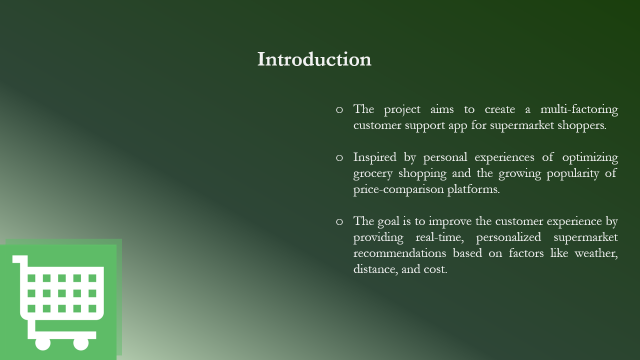 Introduction
o The project aims to create a multi-factoring
customer support app for supermarket shoppers.
o Inspired by personal experiences of optimizing
grocery shopping and the growing popularity of
price-comparison platforms.
o The goal is to improve the customer experience by
providing real-time, personalized supermarket
recommendations based on factors like weather,
distance, and cost.